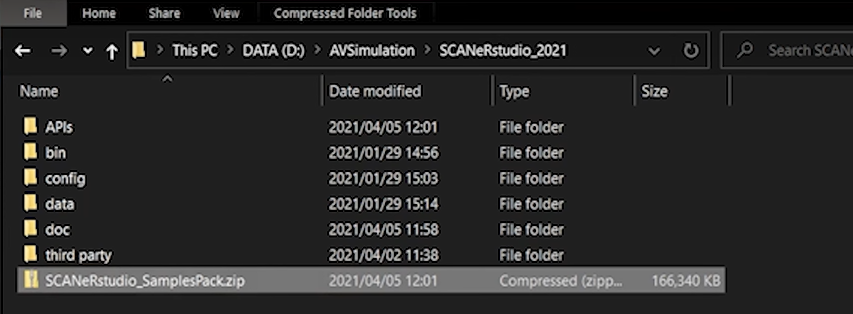 File Home Share View Compressed Folder Tools
This PC DATA (D:) AVSimulation SCANeRstudio_2021 Search SCANe
Name Date modified Type Size
APIs 2021/04/05 12:01 File folder
bin 2021/01/29 14:56 File folder
config 2021/01/29 15:03 File folder
data 2021/01/29 15:14 File folder
doc 2021/04/05 11:58 File folder
third party 2021/04/02 11:38 File folder
SCANeRstudio_SamplesPack.zip 2021/04/05 12:01 Compressed (zipp... 166,340 KB